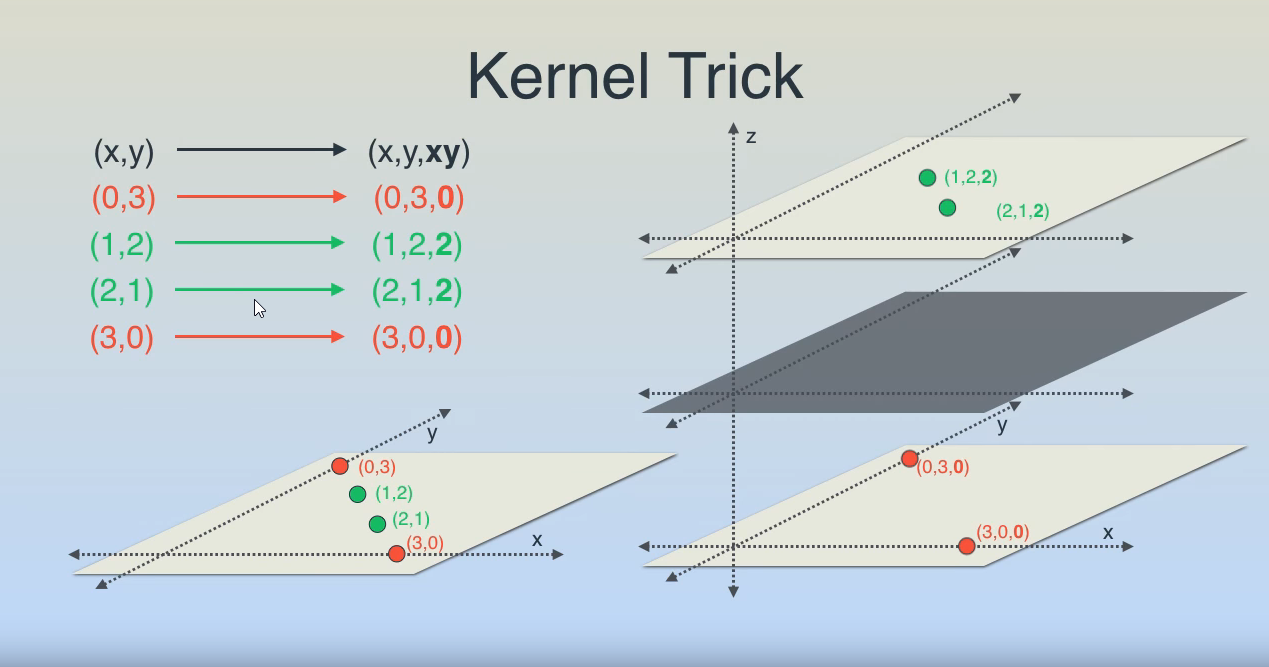 Kernel Trick
(x,y) (x,y,xy)
(0,3) (0,3,0)
(1,2) (1,2,2)
(2,1) (2,1,2)
(3,0) (3,0,0)
y
(0,3)
(1,2)
(2,1)
(3,0)
x
z
(1,2,2)
(2,1,2)
y
(0,3,0)
(3,0,0)
x